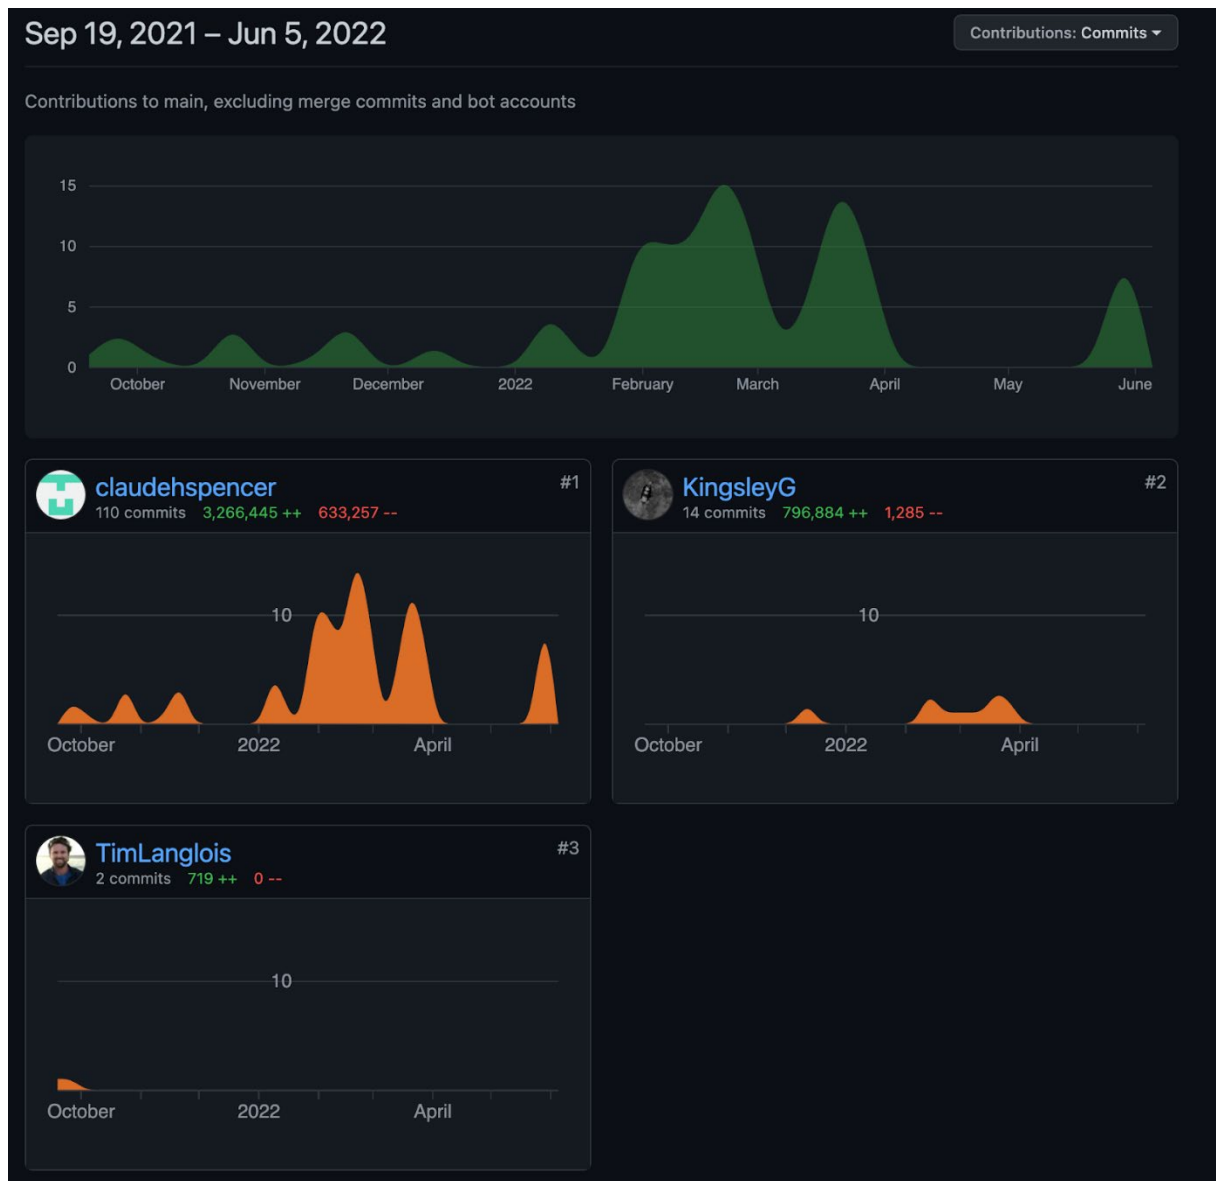 Sep 19, 2021 – Jun 5, 2022
Contributions: Commits
Contributions to main, excluding merge commits and bot accounts
15
10
5
0
October November December 2022 February March April May June
claudehspencer #1
110 commits 3,266,445 ++ 633,257 --
10
October 2022 April
KingsleyG #2
14 commits 796,884 ++ 1,285 --
10
October 2022 April
TimLanglois #3
2 commits 719 ++ 0 --
10
October 2022 April